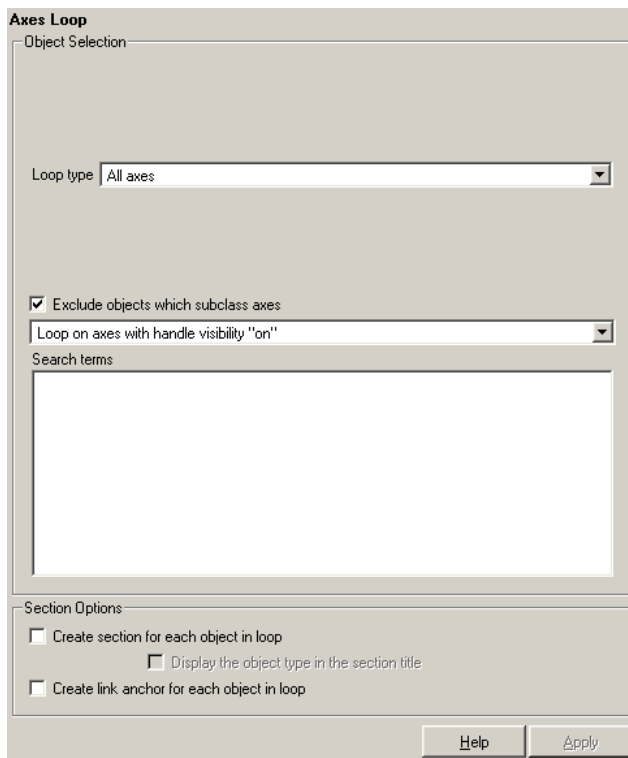 Axes Loop
Object Selection
Loop type All axes
Exclude objects which subclass axes
Loop on axes with handle visibility "on"
Search terms
Section Options
Create section for each object in loop
Display the object type in the section title
Create link anchor for each object in loop
Help Apply